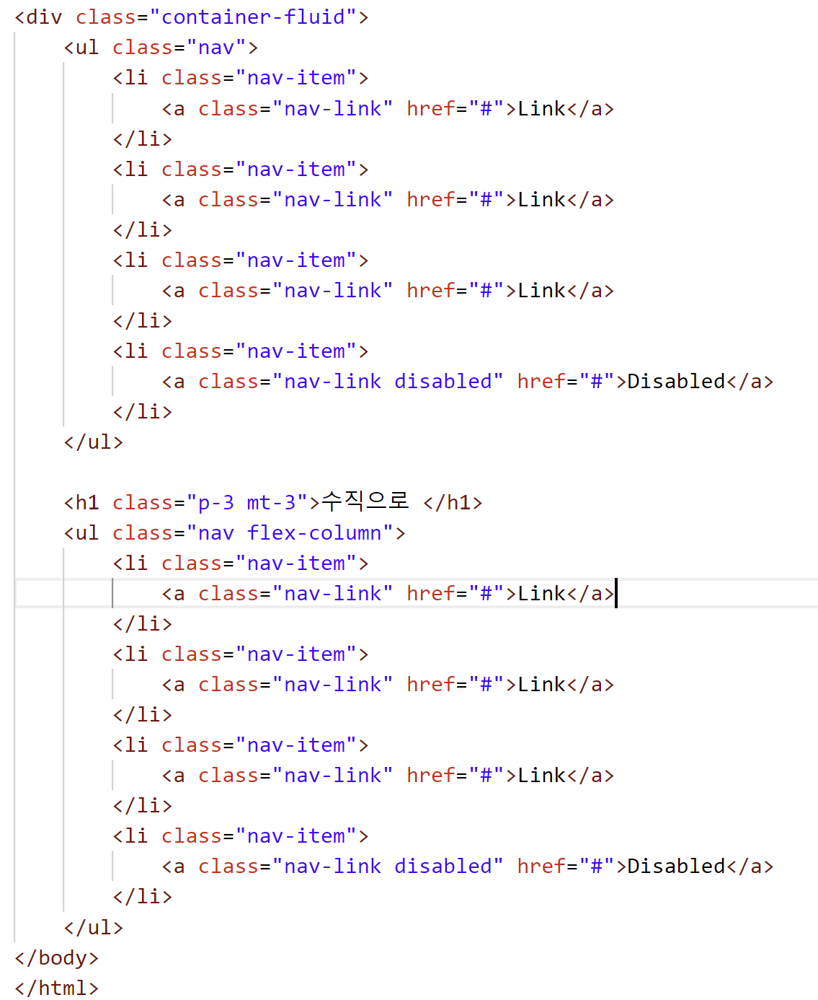 <div class="container-fluid">
    <ul class="nav">
        <li class="nav-item">
            <a class="nav-link" href="#">Link</a>
        </li>
        <li class="nav-item">
            <a class="nav-link" href="#">Link</a>
        </li>
        <li class="nav-item">
            <a class="nav-link" href="#">Link</a>
        </li>
        <li class="nav-item">
            <a class="nav-link disabled" href="#">Disabled</a>
        </li>
    </ul>

    <h1 class="p-3 mt-3">수직으로 </h1>
    <ul class="nav flex-column">
        <li class="nav-item">
            <a class="nav-link" href="#">Link</a>
        </li>
        <li class="nav-item">
            <a class="nav-link" href="#">Link</a>
        </li>
        <li class="nav-item">
            <a class="nav-link" href="#">Link</a>
        </li>
        <li class="nav-item">
            <a class="nav-link disabled" href="#">Disabled</a>
        </li>
    </ul>
</body>
</html>